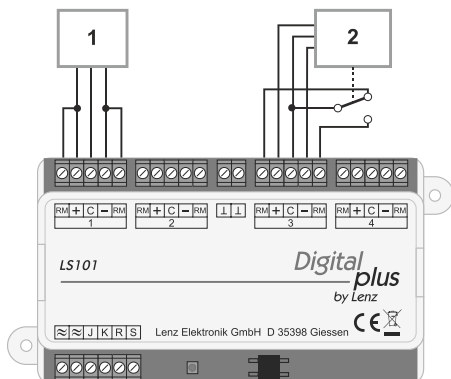 1
2
RM + C – RM RM + C – RM ⊥ ⊥ RM + C – RM RM + C – RM
1 2 3 4
LS101
Digital
plus
by Lenz
≈ ≈ J K R S
Lenz Elektronik GmbH D 35398 Giessen CE